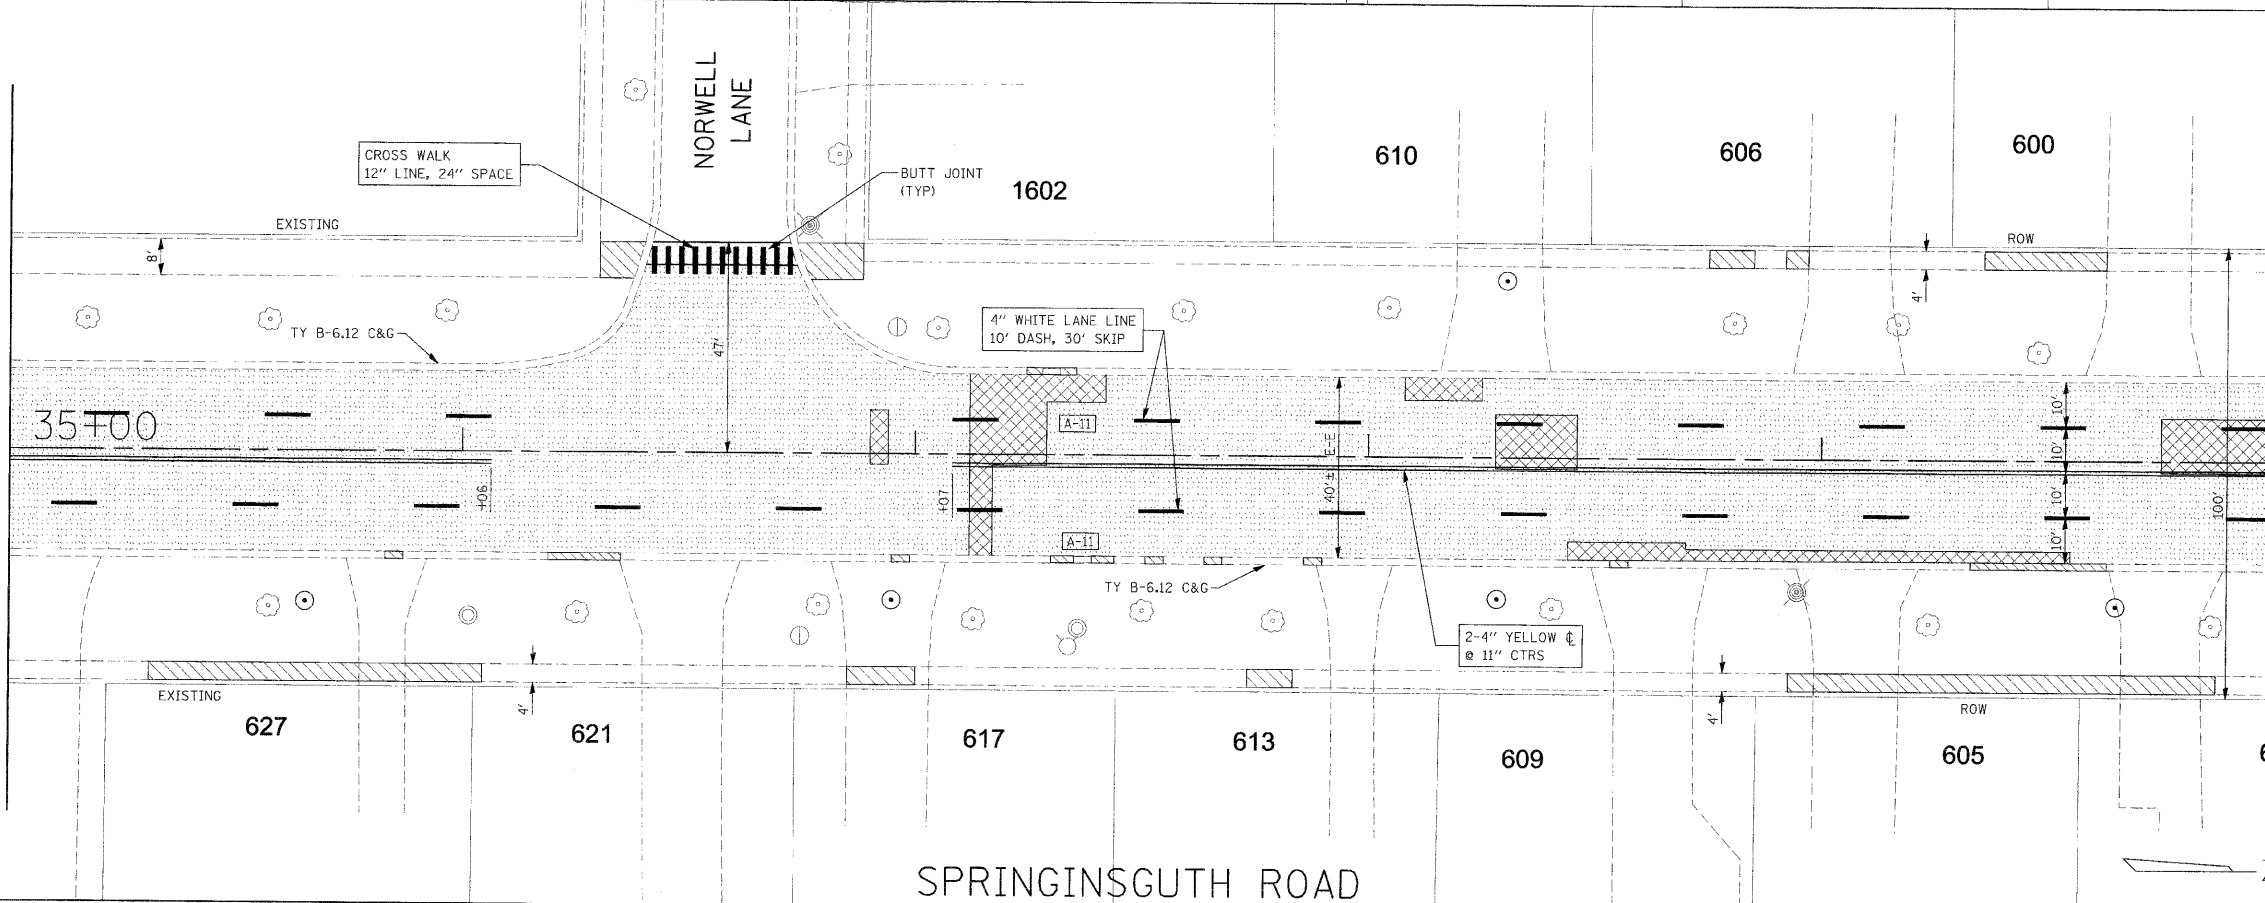 NORWELL
LANE
CROSS WALK
12" LINE, 24" SPACE
BUTT JOINT
(TYP)
1602
610
606
600
EXISTING
ROW
8'
4'
TY B-6.12 C&G
47'
4" WHITE LANE LINE
10' DASH, 30' SKIP
35+00
A-11
40'± E-E
10'
10'
10'
10'
100'
+06
+07
A-11
TY B-6.12 C&G
2-4" YELLOW ℄
@ 11" CTRS
EXISTING
4'
4'
ROW
627
621
617
613
609
605
SPRINGINSGUTH ROAD